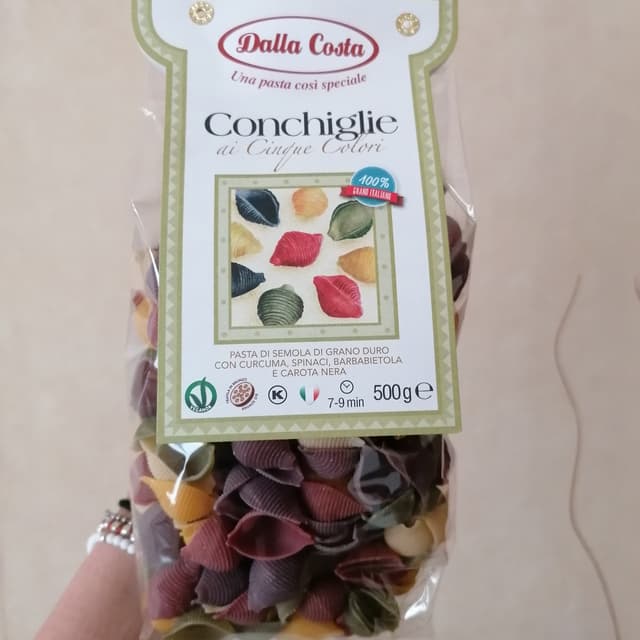 Dalla Costa
Una pasta così speciale
Conchiglie
ai Cinque Colori
100%
GRANO ITALIANO
PASTA DI SEMOLA DI GRANO DURO
CON CURCUMA, SPINACI, BARBABIETOLA
E CAROTA NERA
VEGANOK
K
7-9 min
500g e